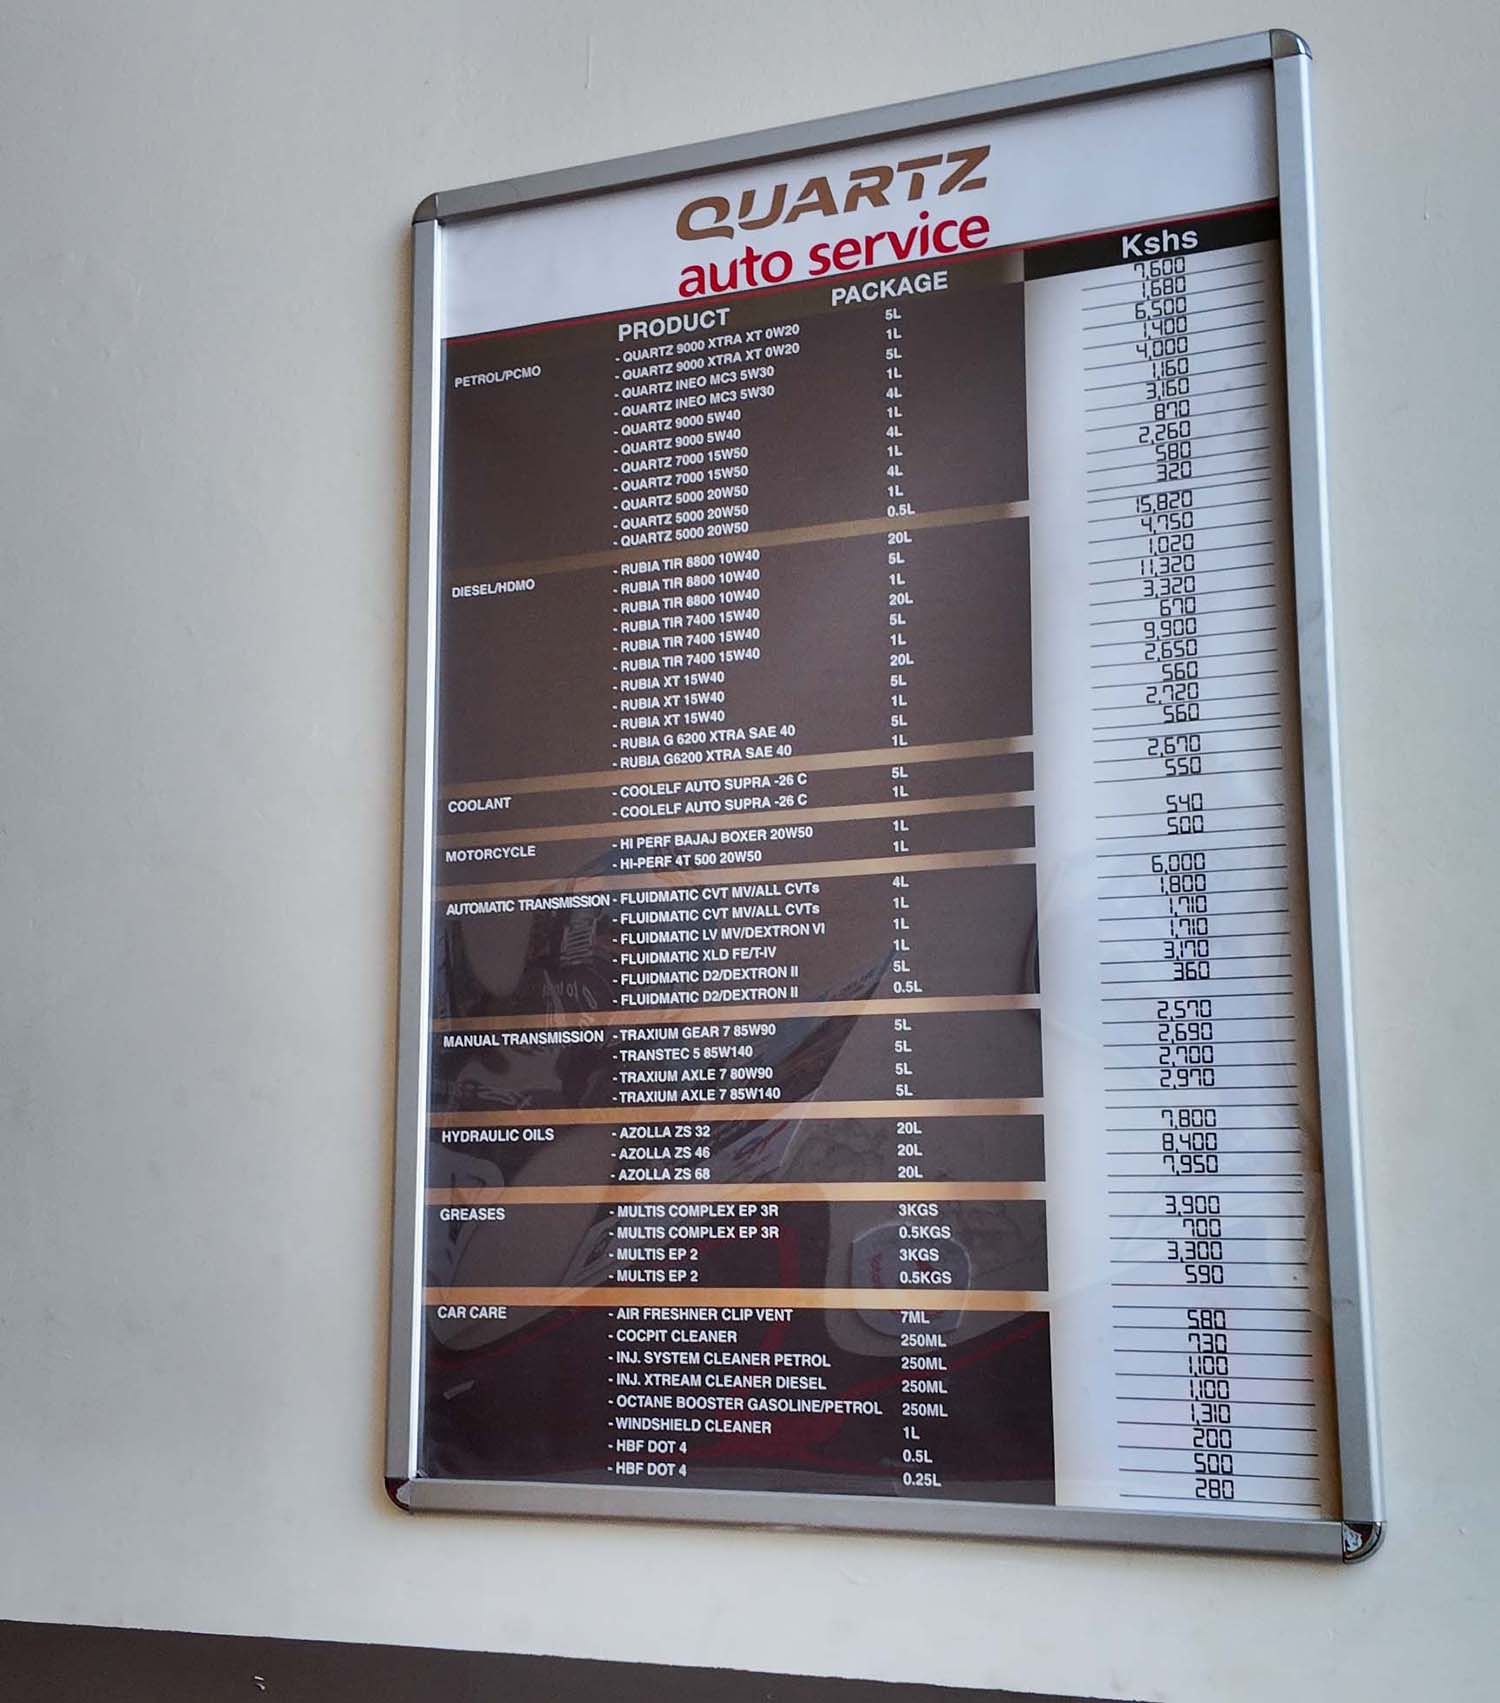 QUARTZ
auto service
PRODUCT PACKAGE Kshs
PETROL/PCMO - QUARTZ 9000 XTRA XT 0W20 5L 7,600
- QUARTZ 9000 XTRA XT 0W20 1L 1,680
- QUARTZ INEO MC3 5W30 5L 6,500
- QUARTZ INEO MC3 5W30 1L 1,400
- QUARTZ 9000 5W40 4L 4,000
- QUARTZ 9000 5W40 1L 1,160
- QUARTZ 7000 15W50 4L 3,160
- QUARTZ 7000 15W50 1L 870
- QUARTZ 5000 20W50 4L 2,260
- QUARTZ 5000 20W50 1L 580
- QUARTZ 5000 20W50 0.5L 320
DIESEL/HDMO - RUBIA TIR 8800 10W40 20L 15,820
- RUBIA TIR 8800 10W40 5L 4,750
- RUBIA TIR 8800 10W40 1L 1,020
- RUBIA TIR 7400 15W40 20L 11,320
- RUBIA TIR 7400 15W40 5L 3,320
- RUBIA TIR 7400 15W40 1L 670
- RUBIA XT 15W40 20L 9,900
- RUBIA XT 15W40 5L 2,650
- RUBIA XT 15W40 1L 560
- RUBIA G 6200 XTRA SAE 40 5L 2,720
- RUBIA G6200 XTRA SAE 40 1L 560
COOLANT - COOLELF AUTO SUPRA -26 C 5L 2,670
- COOLELF AUTO SUPRA -26 C 1L 550
MOTORCYCLE - HI PERF BAJAJ BOXER 20W50 1L 540
- HI-PERF 4T 500 20W50 1L 500
AUTOMATIC TRANSMISSION - FLUIDMATIC CVT MV/ALL CVTs 4L 6,000
- FLUIDMATIC CVT MV/ALL CVTs 1L 1,800
- FLUIDMATIC LV MV/DEXTRON VI 1L 1,710
- FLUIDMATIC XLD FE/T-IV 1L 1,710
- FLUIDMATIC D2/DEXTRON II 5L 3,170
- FLUIDMATIC D2/DEXTRON II 0.5L 360
MANUAL TRANSMISSION - TRAXIUM GEAR 7 85W90 5L 2,570
- TRANSTEC 5 85W140 5L 2,690
- TRAXIUM AXLE 7 80W90 5L 2,700
- TRAXIUM AXLE 7 85W140 5L 2,970
HYDRAULIC OILS - AZOLLA ZS 32 20L 7,800
- AZOLLA ZS 46 20L 8,400
- AZOLLA ZS 68 20L 7,950
GREASES - MULTIS COMPLEX EP 3R 3KGS 3,900
- MULTIS COMPLEX EP 3R 0.5KGS 700
- MULTIS EP 2 3KGS 3,300
- MULTIS EP 2 0.5KGS 590
CAR CARE - AIR FRESHNER CLIP VENT 7ML 580
- COCPIT CLEANER 250ML 730
- INJ. SYSTEM CLEANER PETROL 250ML 1,100
- INJ. XTREAM CLEANER DIESEL 250ML 1,100
- OCTANE BOOSTER GASOLINE/PETROL 250ML 1,310
- WINDSHIELD CLEANER 1L 200
- HBF DOT 4 0.5L 500
- HBF DOT 4 0.25L 280